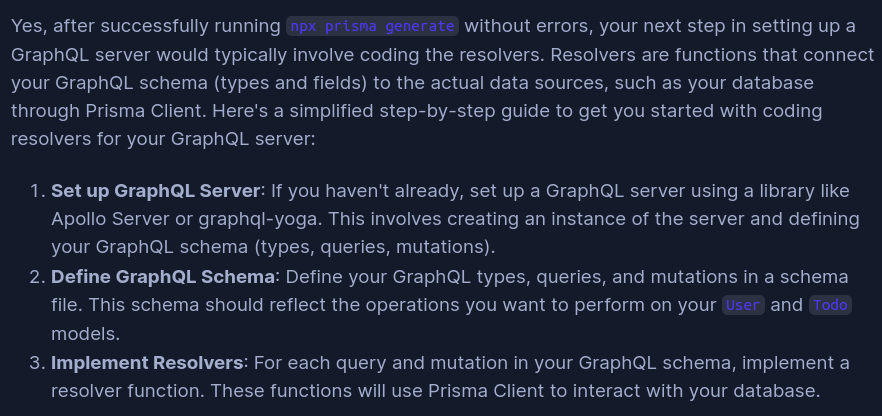 Yes, after successfully running npx prisma generate without errors, your next step in setting up a
GraphQL server would typically involve coding the resolvers. Resolvers are functions that connect
your GraphQL schema (types and fields) to the actual data sources, such as your database
through Prisma Client. Here's a simplified step-by-step guide to get you started with coding
resolvers for your GraphQL server:
1. Set up GraphQL Server: If you haven't already, set up a GraphQL server using a library like
Apollo Server or graphql-yoga. This involves creating an instance of the server and defining
your GraphQL schema (types, queries, mutations).
2. Define GraphQL Schema: Define your GraphQL types, queries, and mutations in a schema
file. This schema should reflect the operations you want to perform on your User and Todo
models.
3. Implement Resolvers: For each query and mutation in your GraphQL schema, implement a
resolver function. These functions will use Prisma Client to interact with your database.